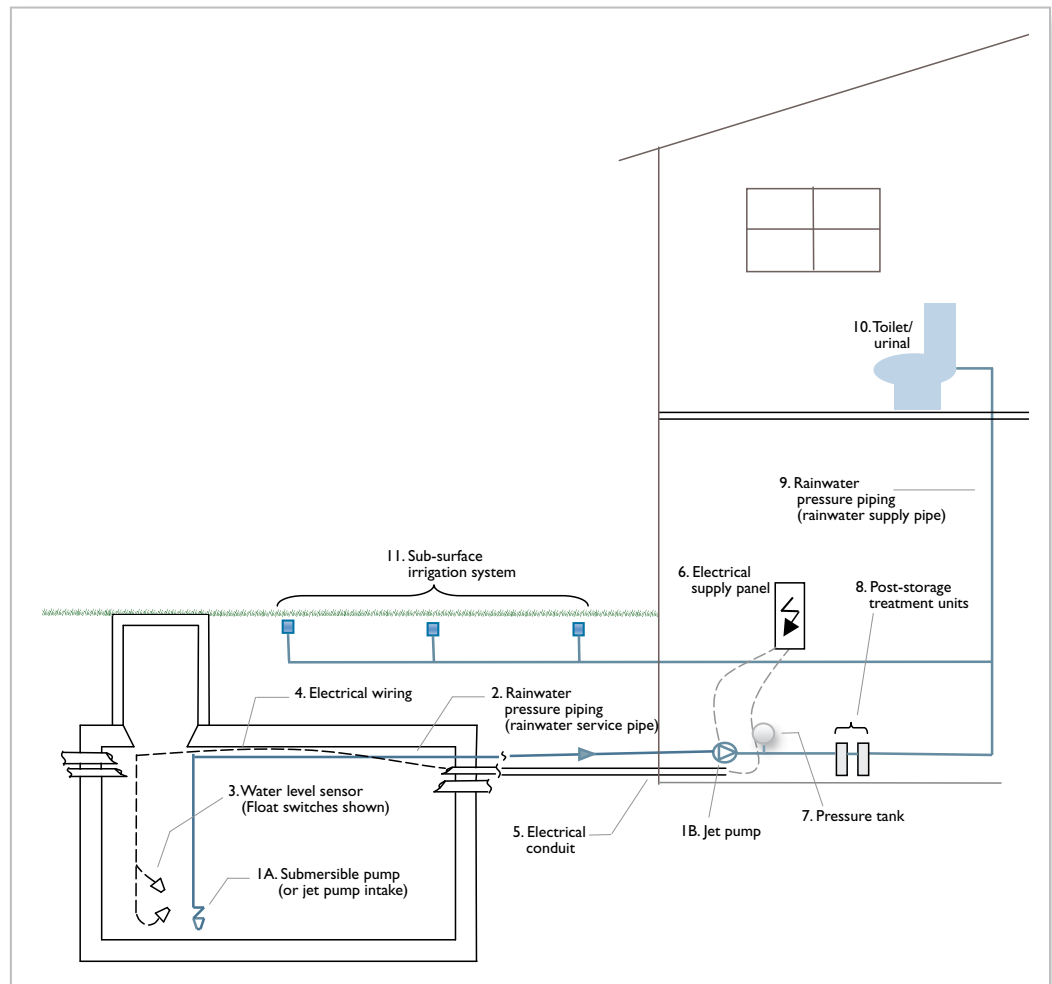 10. Toilet/
urinal
9. Rainwater
pressure piping
(rainwater supply pipe)
11. Sub-surface
irrigation system
6. Electrical
supply panel
8. Post-storage
treatment units
4. Electrical wiring
2. Rainwater
pressure piping
(rainwater service pipe)
3. Water level sensor
(Float switches shown)
1A. Submersible pump
(or jet pump intake)
5. Electrical
conduit
1B. Jet pump
7. Pressure tank